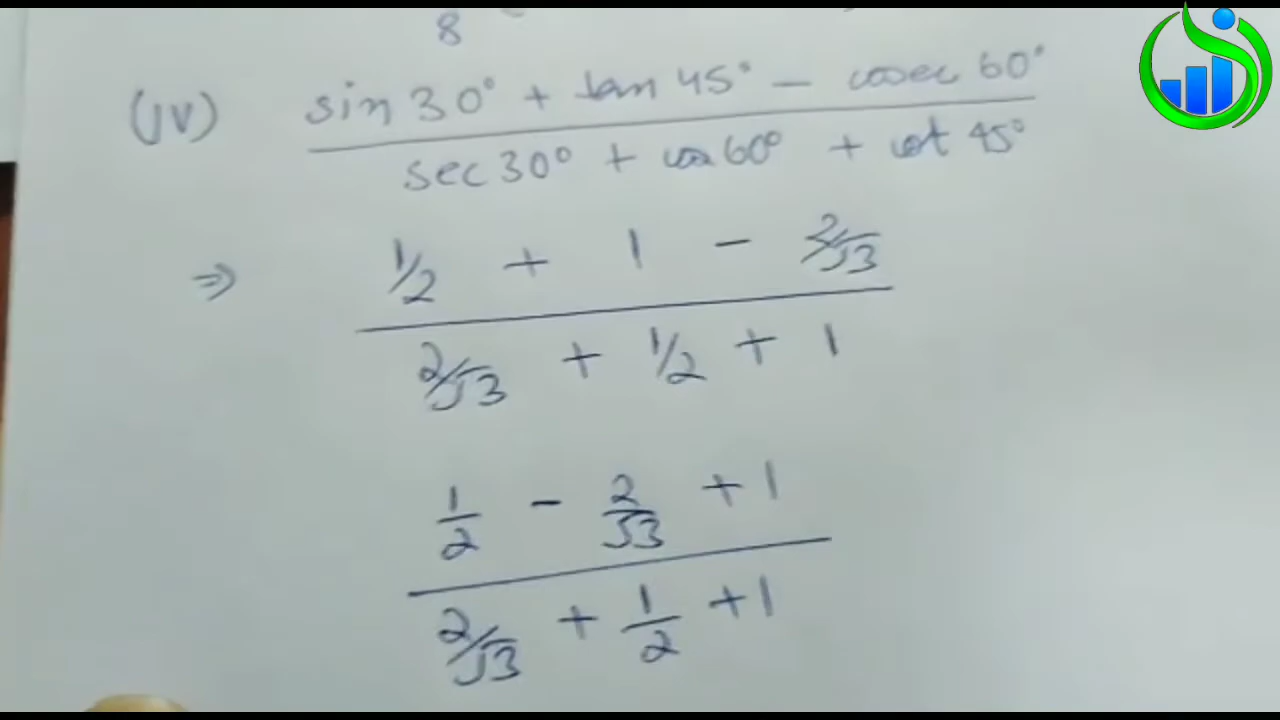 8
(IV) sin 30° + tan 45° – cosec 60°
sec 30° + cos 60° + cot 45°
⇒ 1/2 + 1 – 2/√3
2/√3 + 1/2 + 1
1/2 – 2/√3 + 1
2/√3 + 1/2 + 1